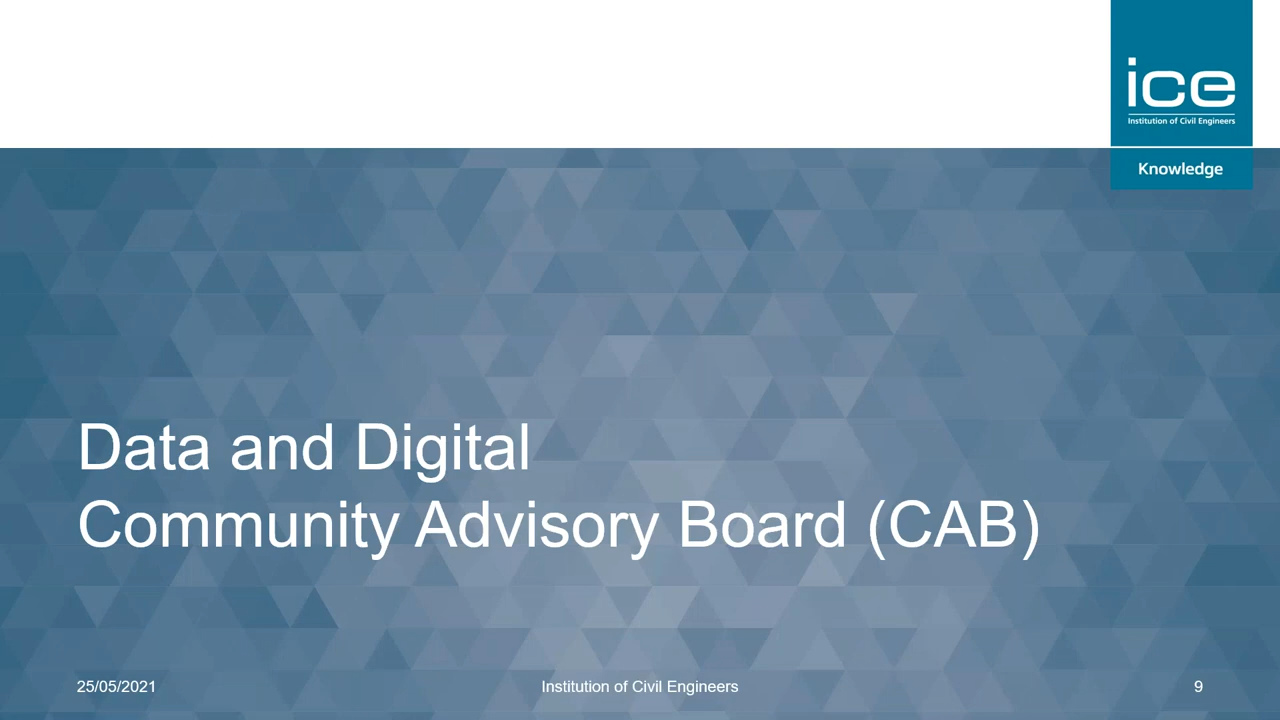 ice
Institution of Civil Engineers
Knowledge
Data and Digital
Community Advisory Board (CAB)
25/05/2021
Institution of Civil Engineers
9